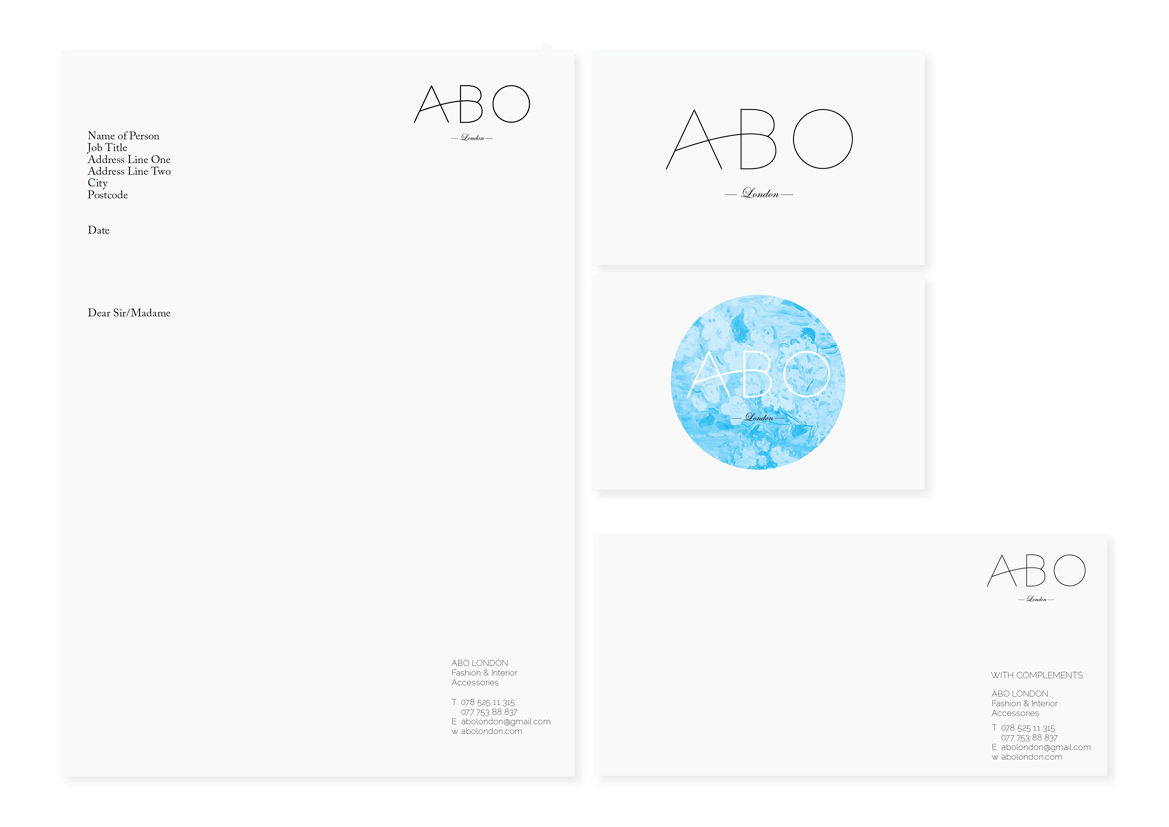 ABO
London
Name of Person
Job Title
Address Line One
Address Line Two
City
Postcode
Date
Dear Sir/Madame
ABO LONDON
Fashion & Interior
Accessories
T 078 525 11 315
077 753 88 837
E abolondon@gmail.com
w abolondon.com
ABO
London
ABO
London
ABO
London
WITH COMPLEMENTS
ABO LONDON
Fashion & Interior
Accessories
T 078 525 11 315
077 753 88 837
E abolondon@gmail.com
w abolondon.com